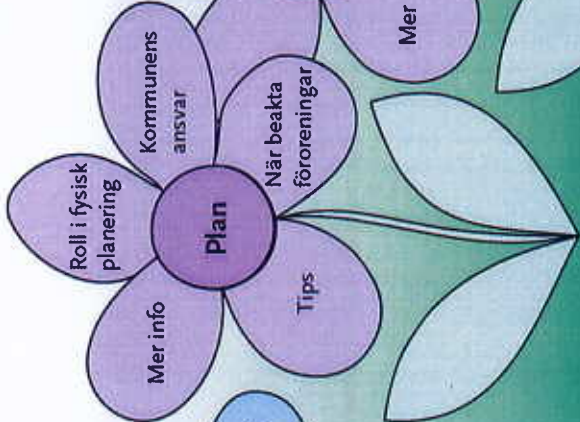 Kommunens
ansvar
Mer
Roll i fysisk
planering
När beakta
föroreningar
Plan
Mer info
Tips